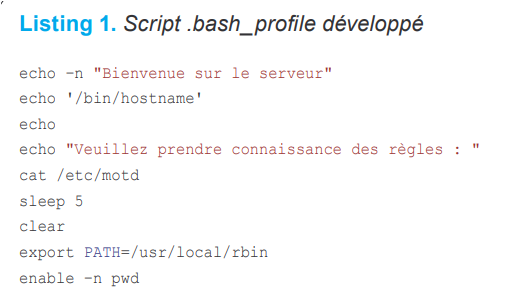 Listing 1. Script .bash_profile développé
echo -n "Bienvenue sur le serveur"
echo '/bin/hostname'
echo
echo "Veuillez prendre connaissance des règles : "
cat /etc/motd
sleep 5
clear
export PATH=/usr/local/rbin
enable -n pwd